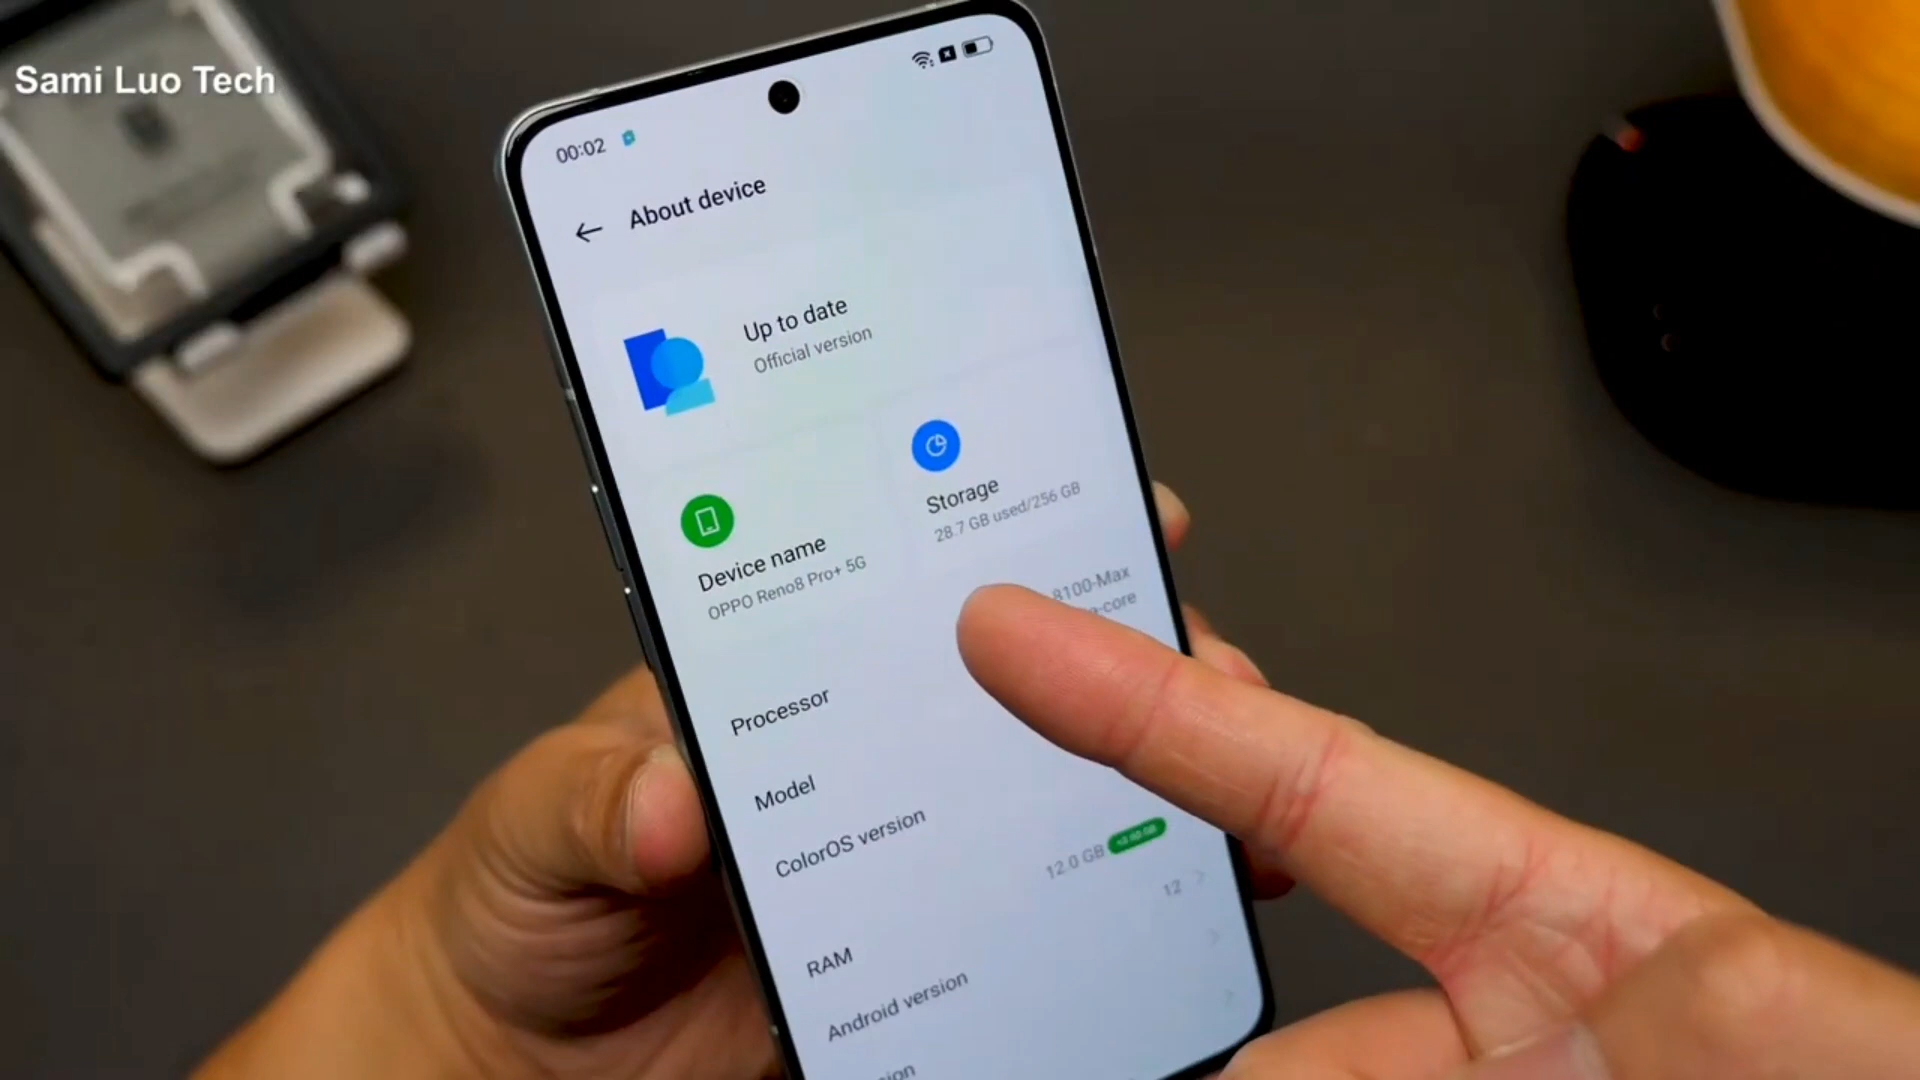 Sami Luo Tech
00:02
About device
Up to date
Official version
Storage
28.7 GB used/256 GB
Device name
OPPO Reno8 Pro+ 5G
8100-Max
-core
Processor
Model
ColorOS version
12.0 GB
RAM
12
Android version